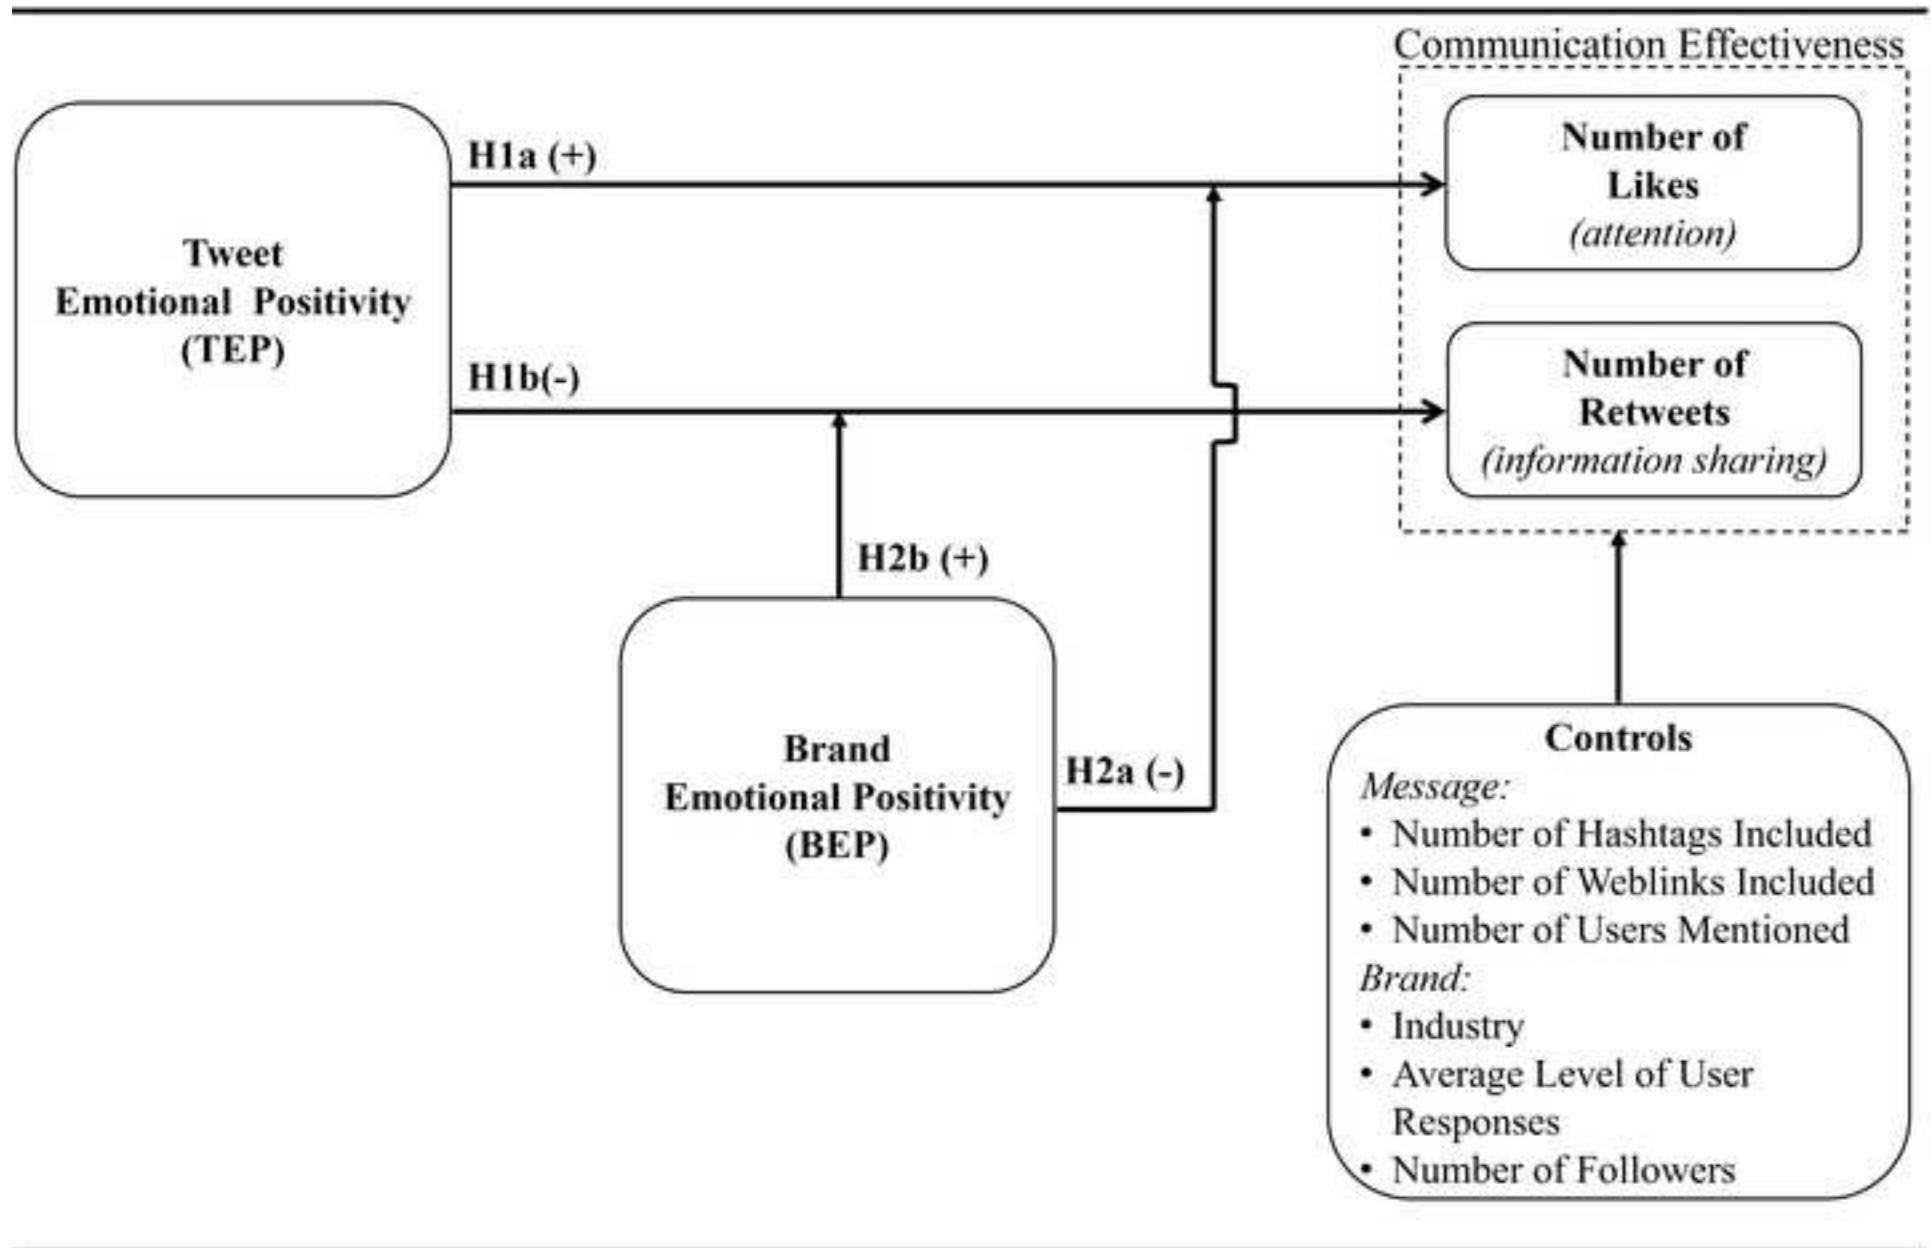 Communication Effectiveness
H1a (+)
Number of
Likes
(attention)
Tweet
Emotional Positivity
(TEP)
H1b(-)
Number of
Retweets
(information sharing)
H2b (+)
Brand
Emotional Positivity
(BEP)
H2a (-)
Controls
Message:
• Number of Hashtags Included
• Number of Weblinks Included
• Number of Users Mentioned
Brand:
• Industry
• Average Level of User
Responses
• Number of Followers